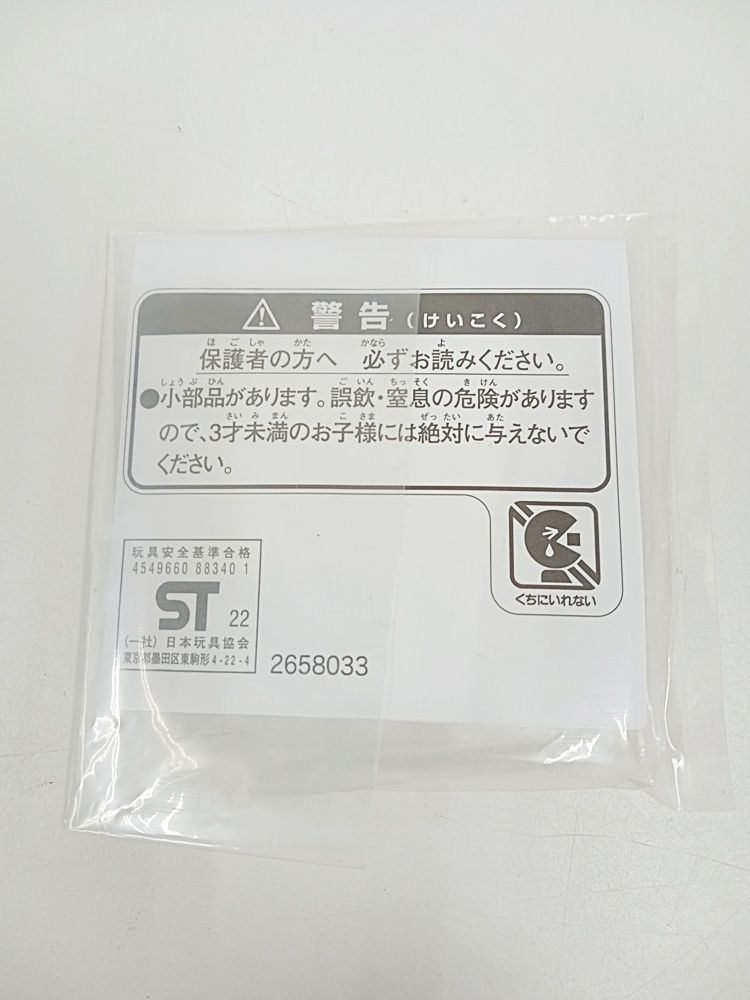 警告(けいこく)
保護者の方へ 必ずお読みください。
●小部品があります。誤飲・窒息の危険があります
ので、3才未満のお子様には絶対に与えないで
ください。
くちにいれない
玩具安全基準合格
4549660 88340 1
ST 22
(一社) 日本玩具協会
東京都墨田区東駒形4-22-4
2658033